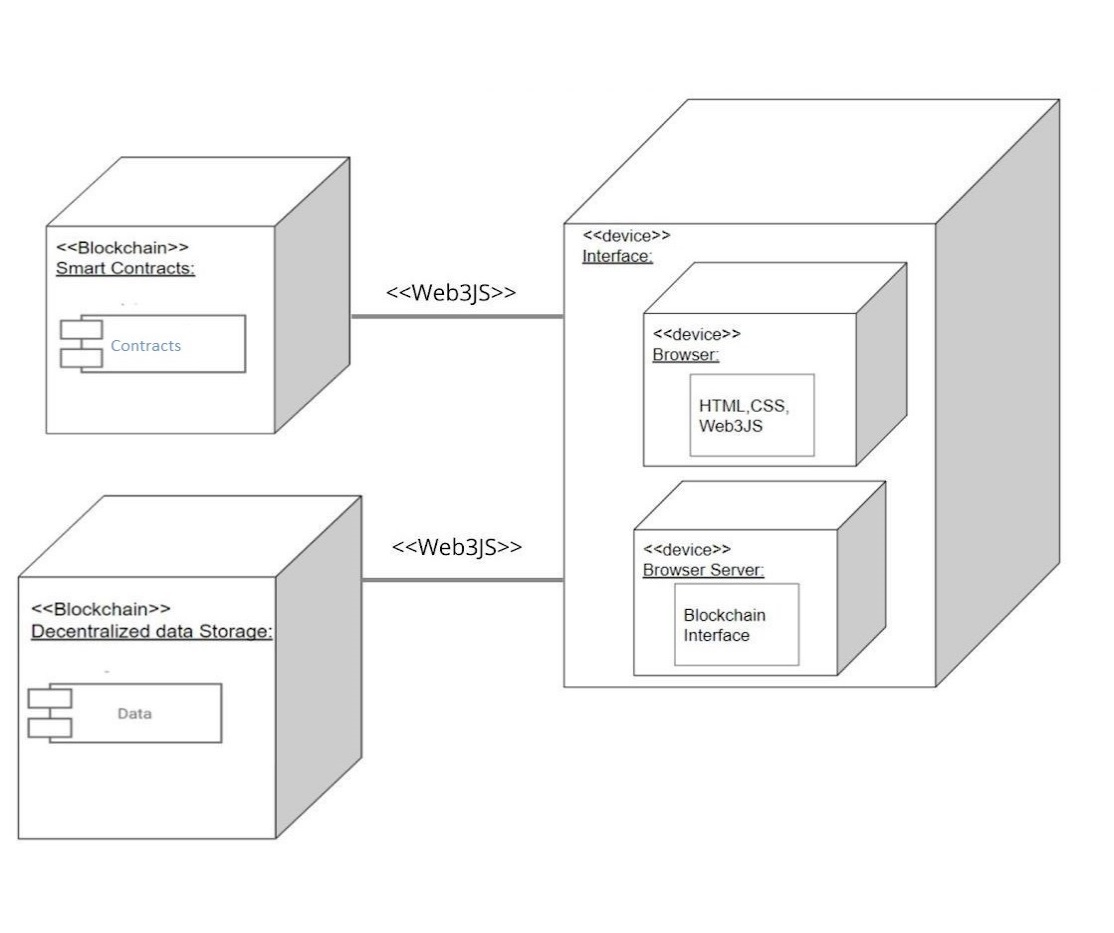 <<Blockchain>>
Smart Contracts:
Contracts
<<Web3JS>>
<<device>>
Interface:
<<device>>
Browser:
HTML,CSS,
Web3JS
<<Blockchain>>
Decentralized data Storage:
Data
<<Web3JS>>
<<device>>
Browser Server:
Blockchain
Interface